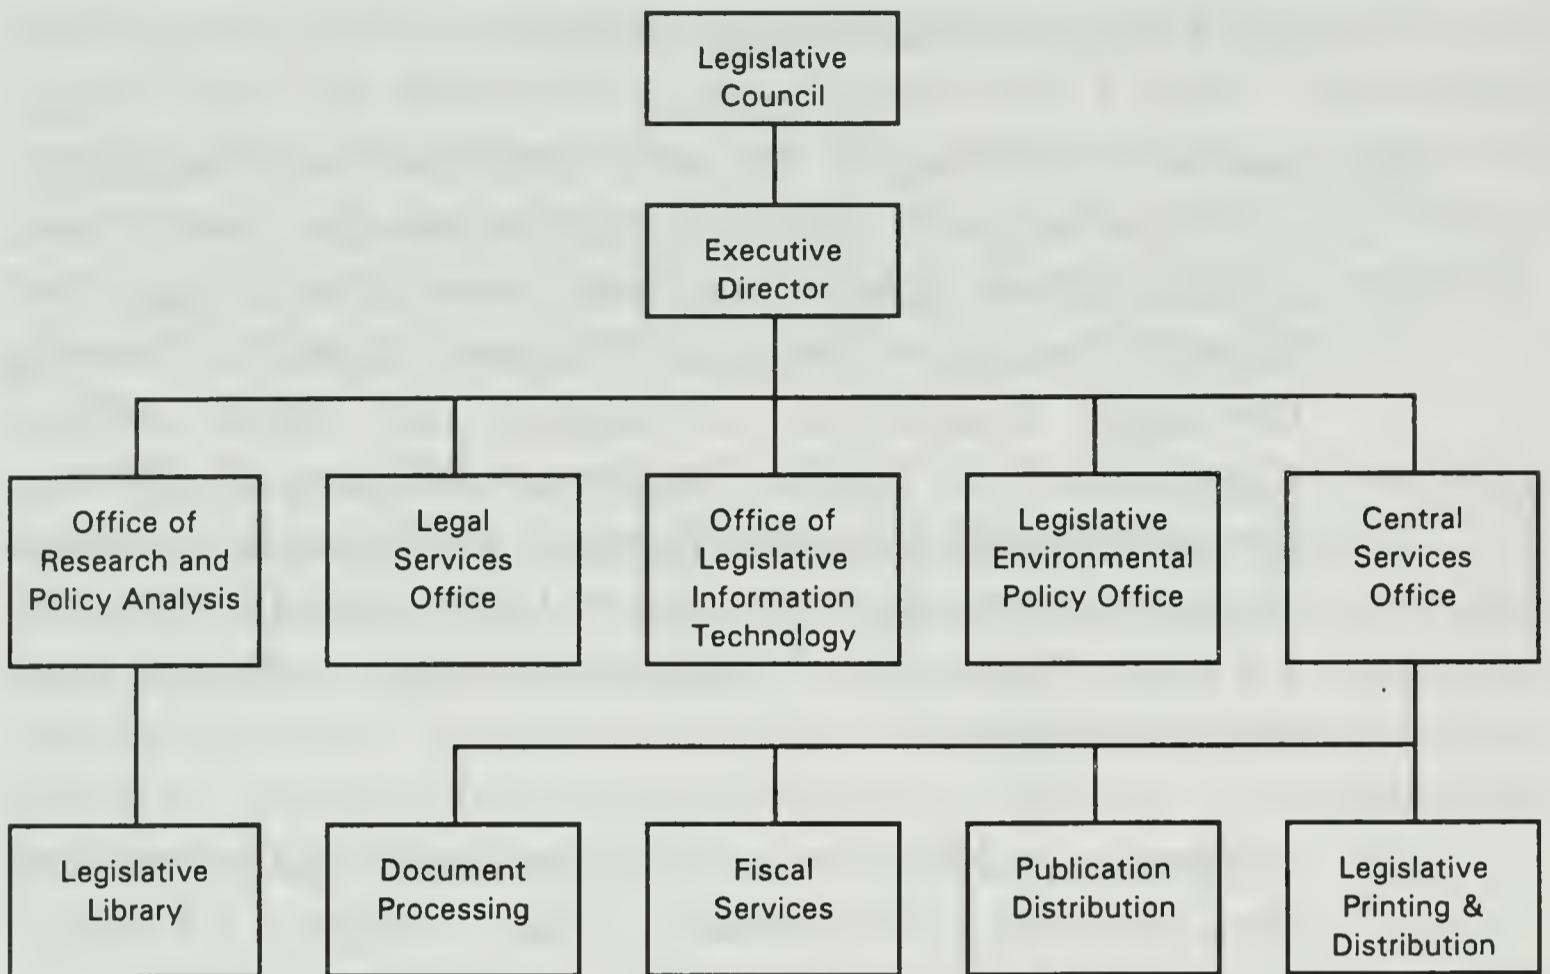 Legislative
Council
Executive
Director
Office of
Research and
Policy Analysis
Legal
Services
Office
Office of
Legislative
Information
Technology
Legislative
Environmental
Policy Office
Central
Services
Office
Legislative
Library
Document
Processing
Fiscal
Services
Publication
Distribution
Legislative
Printing &
Distribution